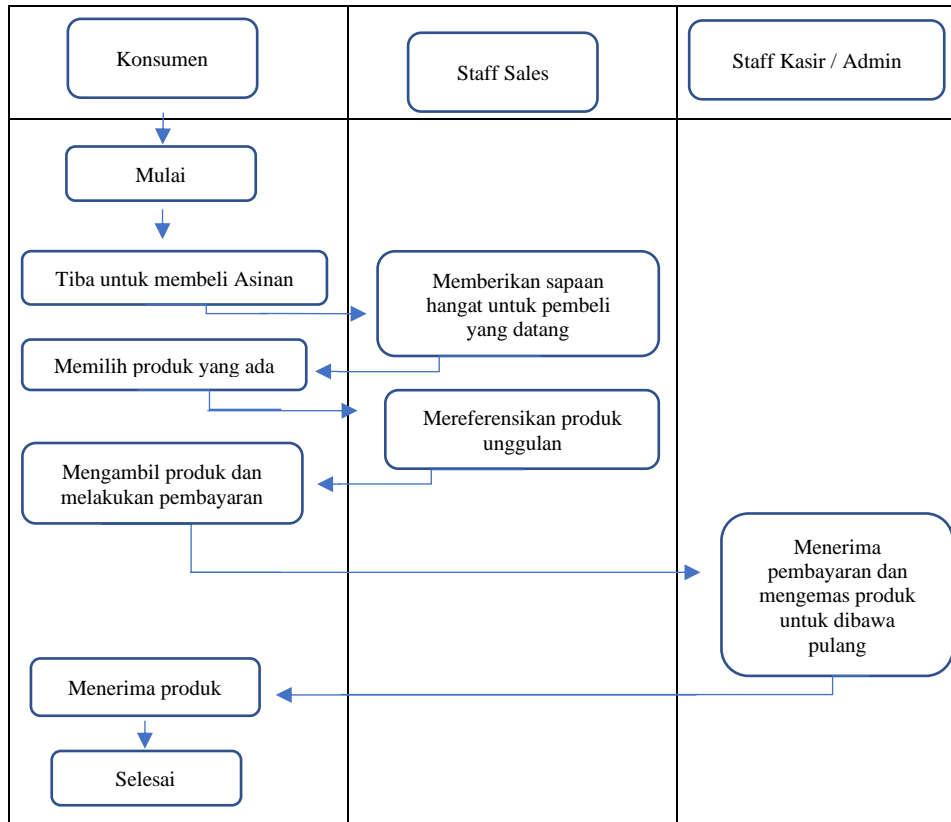 Konsumen
Staff Sales
Staff Kasir / Admin
Mulai
Tiba untuk membeli Asinan
Memberikan sapaan
hangat untuk pembeli
yang datang
Memilih produk yang ada
Mereferensikan produk
unggulan
Mengambil produk dan
melakukan pembayaran
Menerima
pembayaran dan
mengemas produk
untuk dibawa
pulang
Menerima produk
Selesai